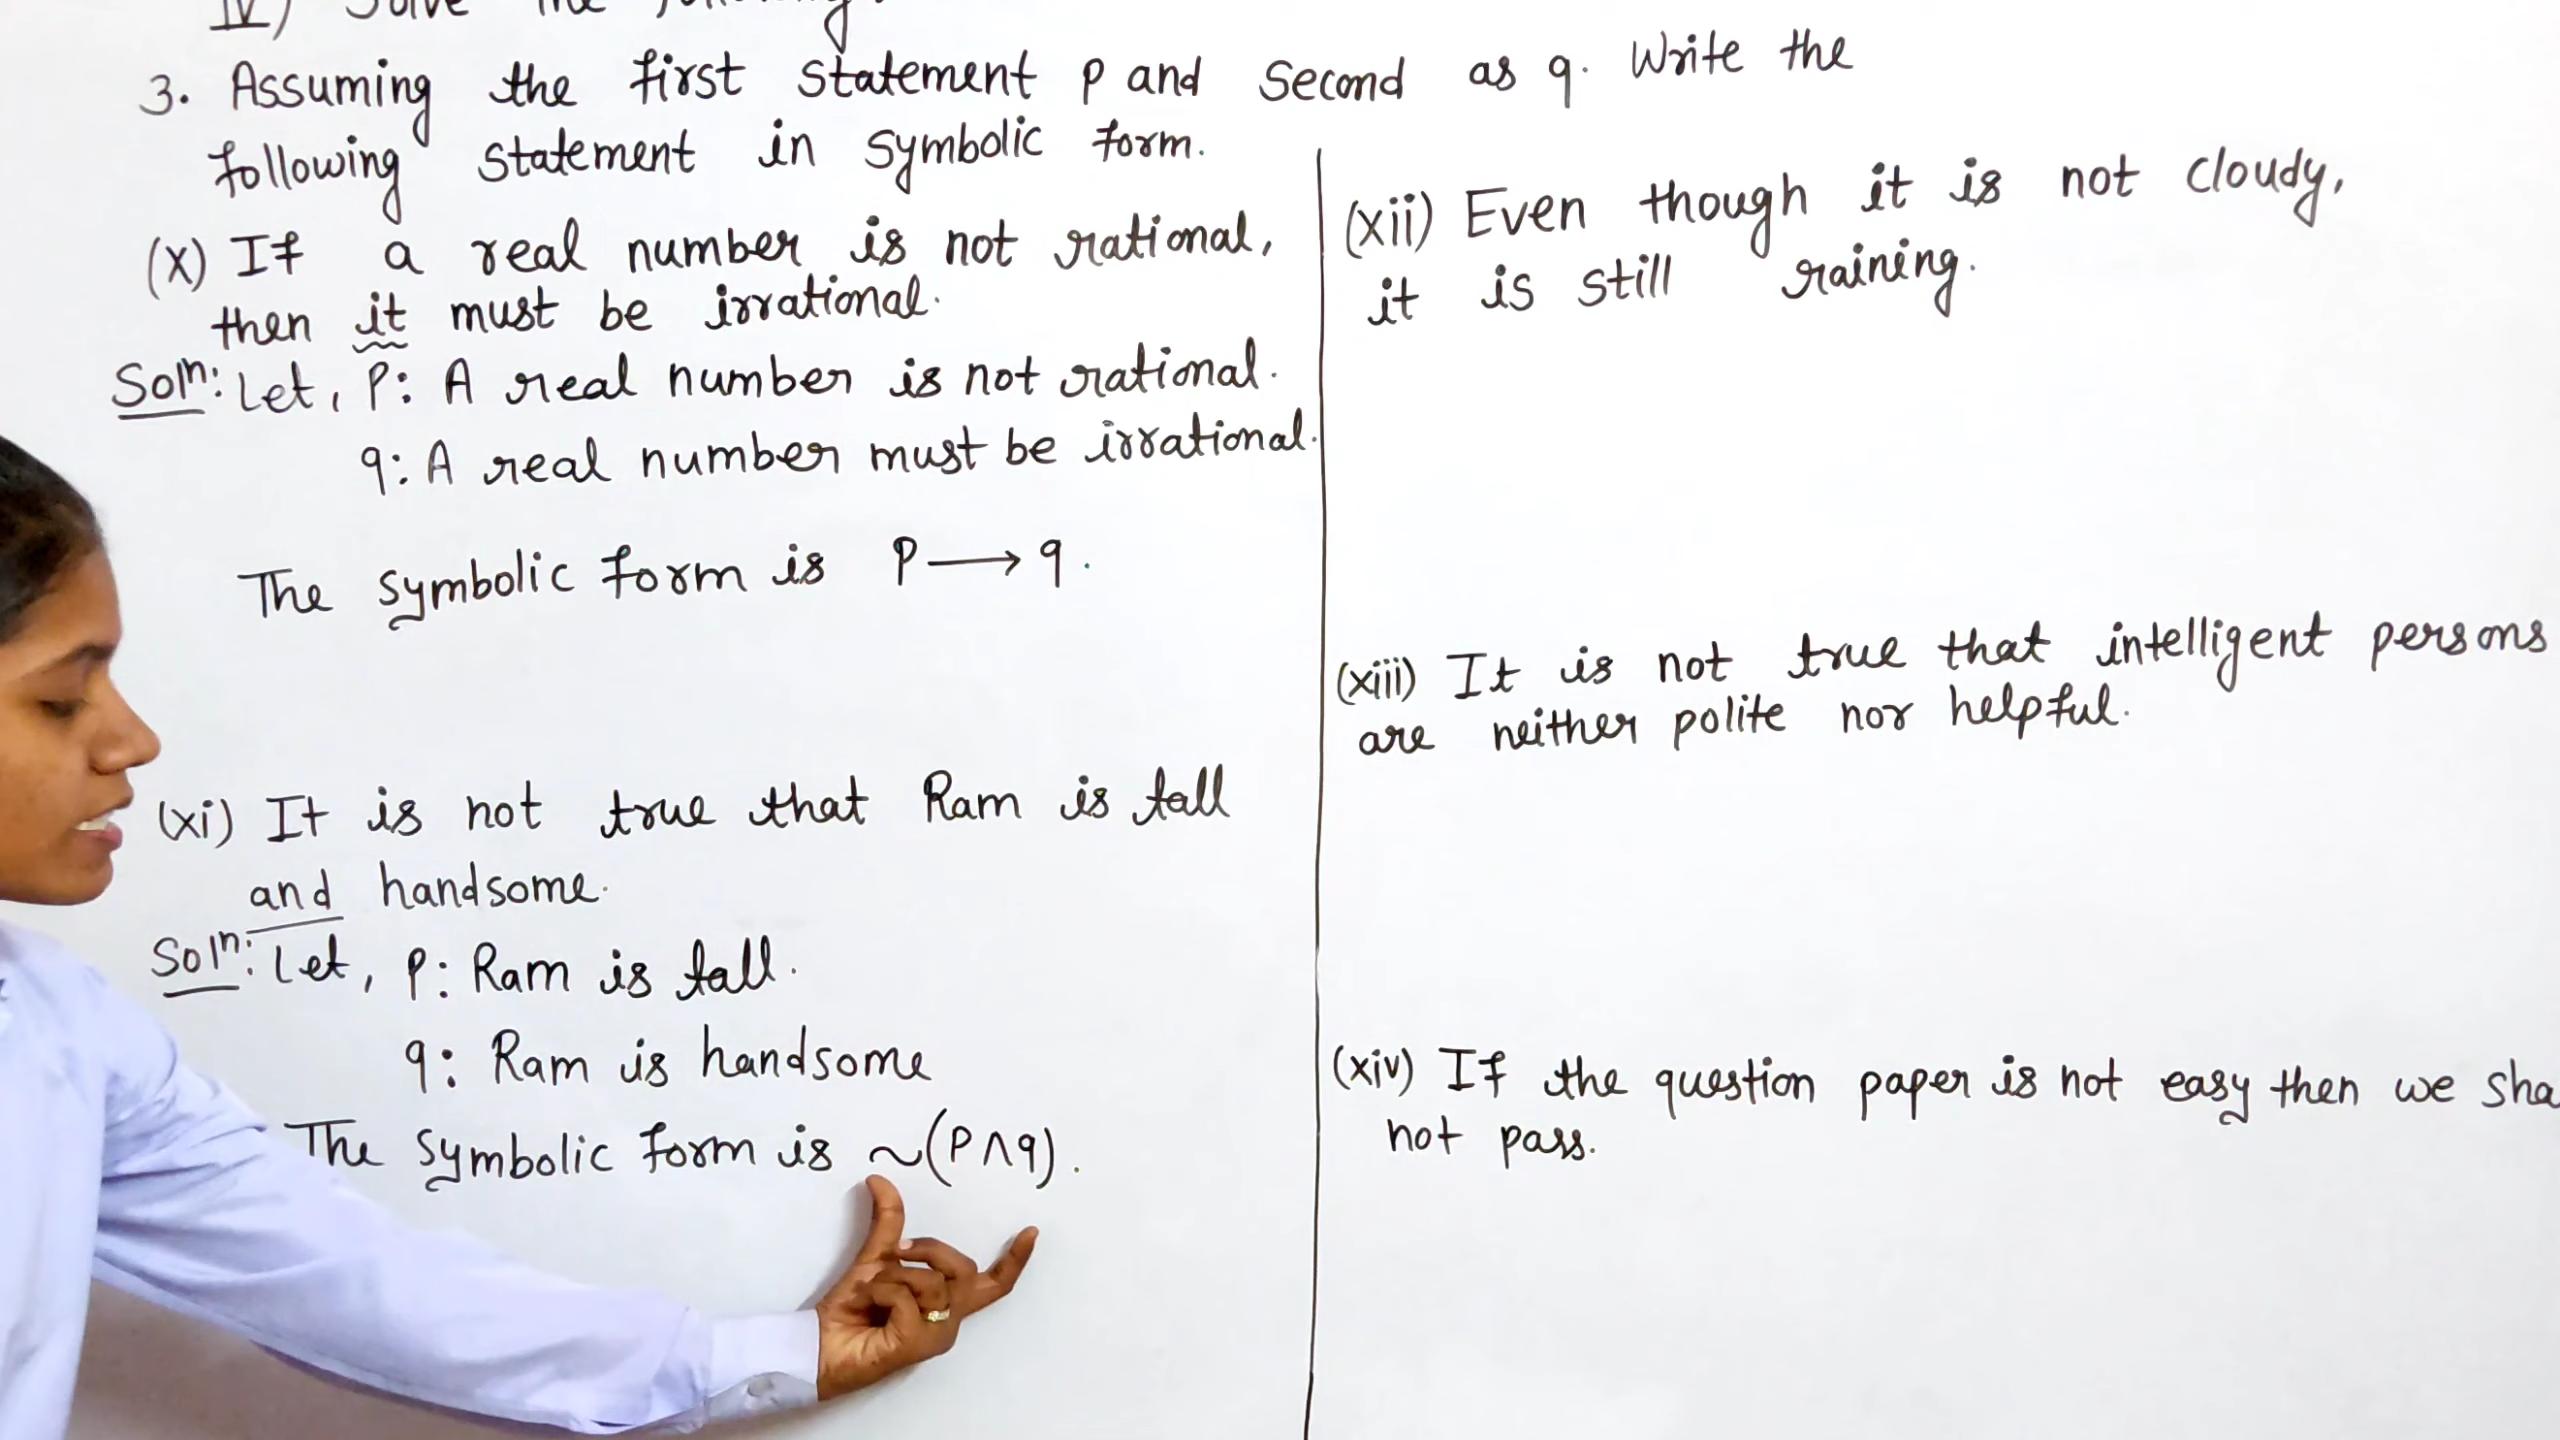 IV) Solve the following.
3. Assuming the first statement p and second as q. Write the
following statement in symbolic form.
(x) If a real number is not rational,
then it must be irrational.
Soln: Let, P: A real number is not rational.
q: A real number must be irrational.
The symbolic form is P → q.
(xi) It is not true that Ram is tall
and handsome.
Soln: Let, p: Ram is tall.
q: Ram is handsome
The symbolic form is ~(P∧q).
(xii) Even though it is not cloudy,
it is still raining.
(xiii) It is not true that intelligent persons
are neither polite nor helpful.
(xiv) If the question paper is not easy then we
not pass.